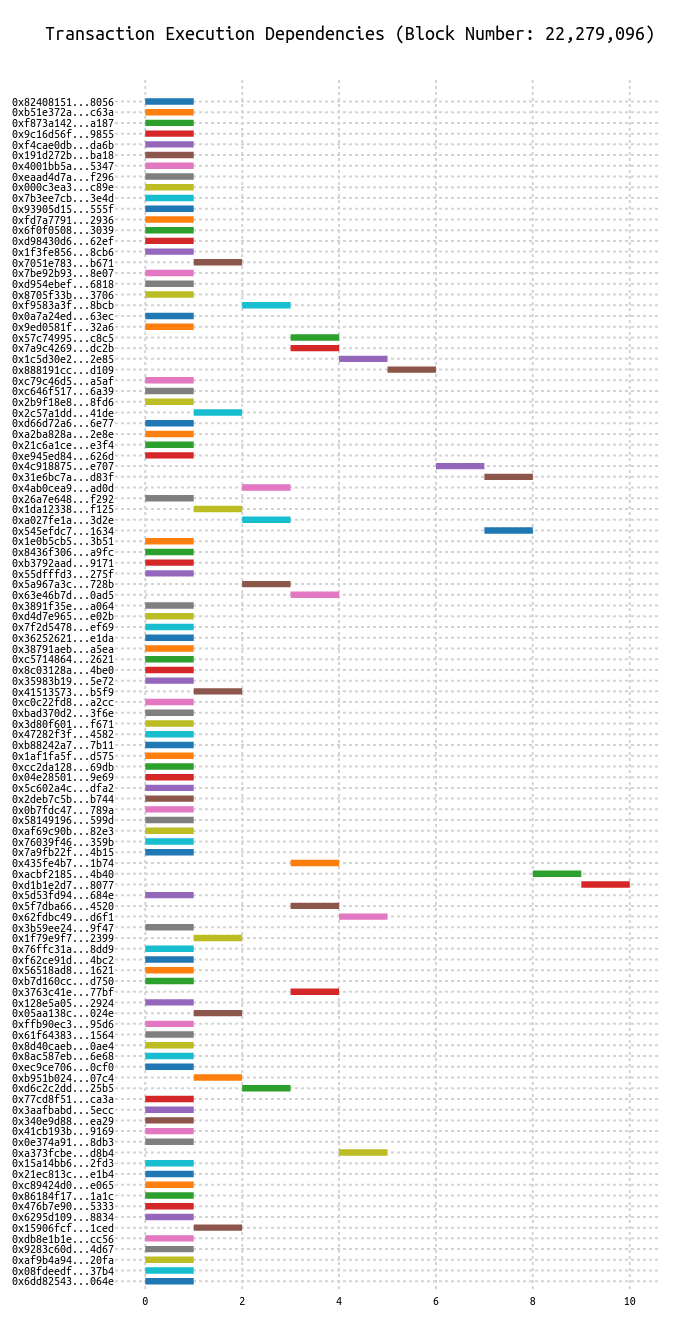 Transaction Execution Dependencies (Block Number: 22,279,096)
0x82408151...8056
0xb51e372a...c63a
0xf873a142...a187
0x9c16d56f...9855
0xf4cae0db...da6b
0x191d272b...ba18
0x4001bb5a...5347
0xeaad4d7a...f296
0x000c3ea3...c89e
0x7b3ee7cb...3e4d
0x93905d15...555f
0xfd7a7791...2936
0x6f0f0508...3039
0xd98430d6...62ef
0x1f3fe856...8cb6
0x7051e783...b671
0x7be92b93...8e07
0xd954ebef...6818
0x8705f33b...3706
0xf9583a3f...8bcb
0x0a7a24ed...63ec
0x9ed0581f...32a6
0x57c74995...c8c5
0x7a9c4269...dc2b
0x1c5d30e2...2e85
0x888191cc...d109
0xc79c46d5...a5af
0xc646f517...6a39
0x2b9f18e8...8fd6
0x2c57a1dd...41de
0xd66d72a6...6e77
0xa2ba828a...2e8e
0x21c6a1ce...e3f4
0xe945ed84...626d
0x4c918875...e707
0x31e6bc7a...d83f
0x4ab0cea9...ad0d
0x26a7e648...f292
0x1da12338...f125
0xa027fe1a...3d2e
0x545efdc7...1634
0x1e0b5cb5...3b51
0x8436f306...a9fc
0xb3792aad...9171
0x55dfffd3...275f
0x5a967a3c...728b
0x63e46b7d...0ad5
0x3891f35e...a064
0xd4d7e965...e02b
0x7f2d5478...ef69
0x36252621...e1da
0x38791aeb...a5ea
0xc5714864...2621
0x8c03128a...4be0
0x35983b19...5e72
0x41513573...b5f9
0xc0c22fd8...a2cc
0xbad370d2...3f6e
0x3d80f601...f671
0x47282f3f...4582
0xb88242a7...7b11
0x1af1fa5f...d575
0xcc2da128...69db
0x04e28501...9e69
0x5c602a4c...dfa2
0x2deb7c5b...b744
0x0b7fdc47...789a
0x58149196...599d
0xaf69c90b...82e3
0x76039f46...359b
0x7a9fb22f...4b15
0x435fe4b7...1b74
0xacbf2185...4b40
0xd1b1e2d7...8077
0x5d53fd94...684e
0x5f7dba66...4520
0x62fdbc49...d6f1
0x3b59ee24...9f47
0x1f79e9f7...2399
0x76ffc31a...8dd9
0xf62ce91d...4bc2
0x56518ad8...1621
0xb7d160cc...d750
0x3763c41e...77bf
0x128e5a05...2924
0x05aa138c...024e
0xffb90ec3...95d6
0x61f64383...1564
0x8d40caeb...0ae4
0x8ac587eb...6e68
0xec9ce706...0cf0
0xb951b024...07c4
0xd6c2c2dd...25b5
0x77cd8f51...ca3a
0x3aafbabd...5ecc
0x340e9d88...ea29
0x41cb193b...9169
0x0e374a91...8db3
0xa373fcbe...d8b4
0x15a14bb6...2fd3
0x21ec813c...e1b4
0xc89424d0...e065
0x86184f17...1a1c
0x476b7e90...5333
0x6295d109...8834
0x15906fcf...1ced
0xdb8e1b1e...cc56
0x9283c60d...4d67
0xaf9b4a94...20fa
0x08fdeedf...37b4
0x6dd82543...064e
0 2 4 6 8 10